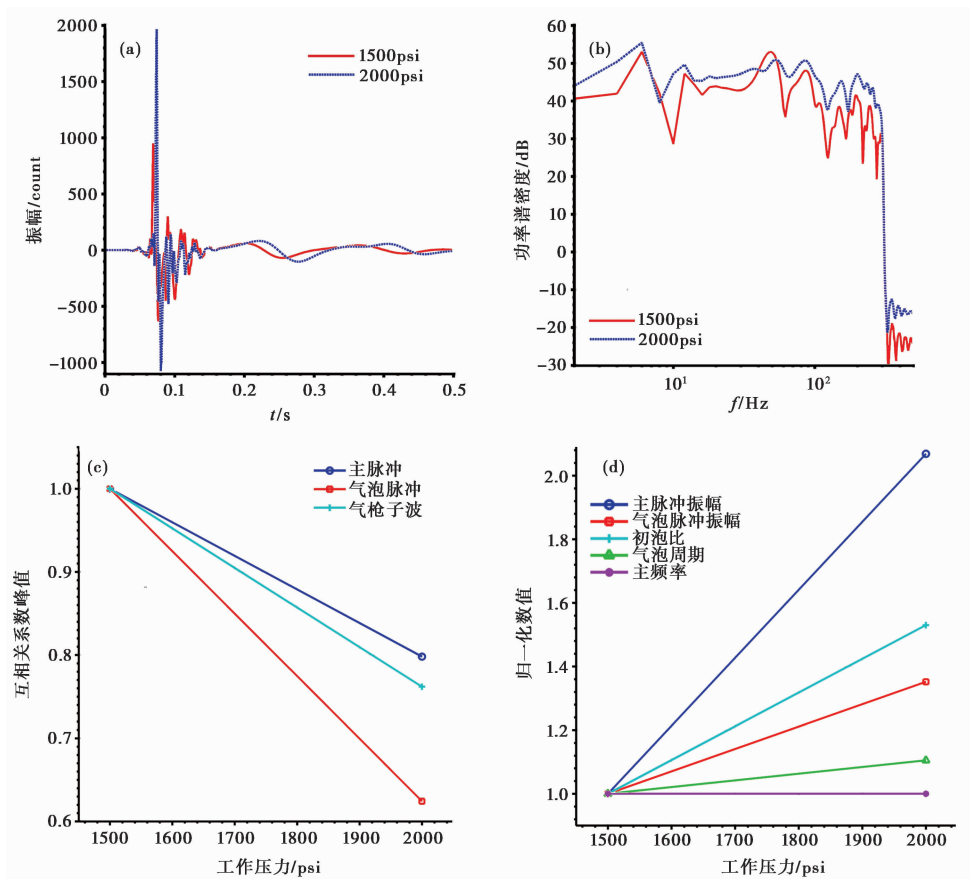 (a)
1500psi
2000psi
2000
1500
1000
500
0
−500
−1000
振幅/count
0
0.1
0.2
0.3
0.4
0.5
t/s
(b)
60
50
40
30
20
10
0
−10
−20
−30
功率谱密度/dB
1500psi
2000psi
10¹
10²
f/Hz
(c)
主脉冲
气泡脉冲
气枪子波
1.0
0.9
0.8
0.7
0.6
互相关系数峰值
1500
1600
1700
1800
1900
2000
工作压力/psi
(d)
主脉冲振幅
气泡脉冲振幅
初泡比
气泡周期
主频率
2.0
1.8
1.6
1.4
1.2
1.0
归一化数值
1500
1600
1700
1800
1900
2000
工作压力/psi